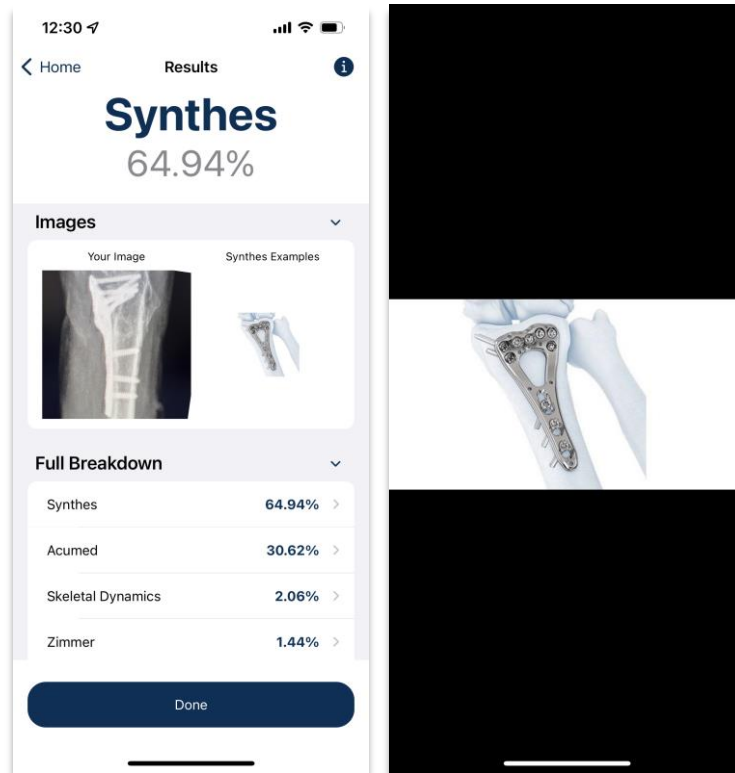 12:30
Home Results
Synthes
64.94%
Images
Your Image Synthes Examples
Full Breakdown
Synthes 64.94%
Acumed 30.62%
Skeletal Dynamics 2.06%
Zimmer 1.44%
Done